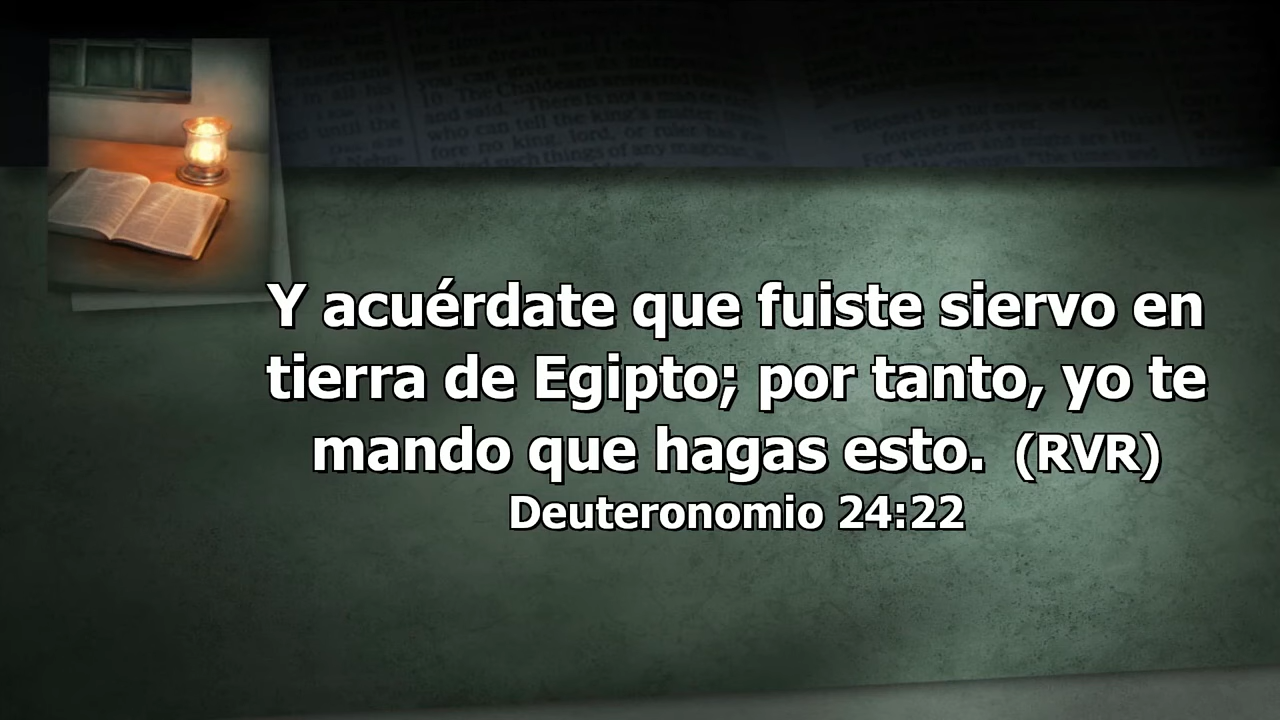 Y acuérdate que fuiste siervo en
tierra de Egipto; por tanto, yo te
mando que hagas esto. (RVR)
Deuteronomio 24:22